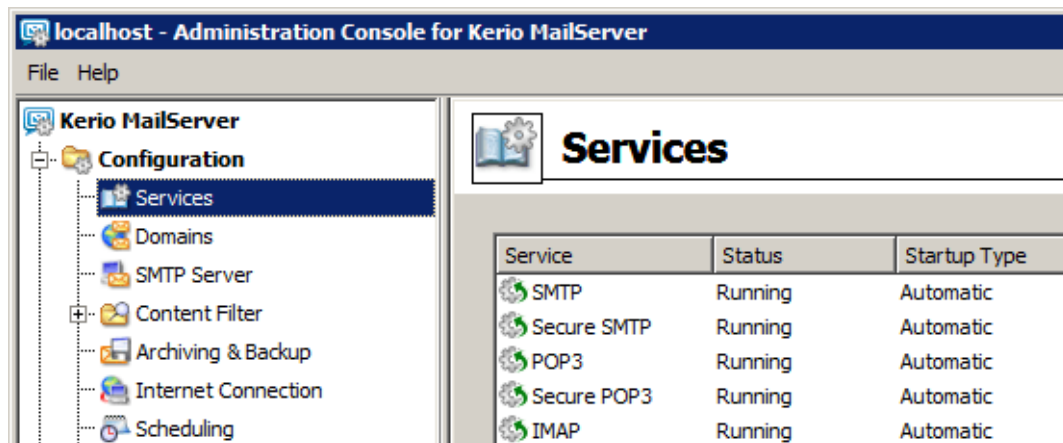 localhost - Administration Console for Kerio MailServer
File Help
Kerio MailServer
Configuration
Services
Domains
SMTP Server
Content Filter
Archiving & Backup
Internet Connection
Scheduling
Services
Service Status Startup Type
SMTP Running Automatic
Secure SMTP Running Automatic
POP3 Running Automatic
Secure POP3 Running Automatic
IMAP Running Automatic